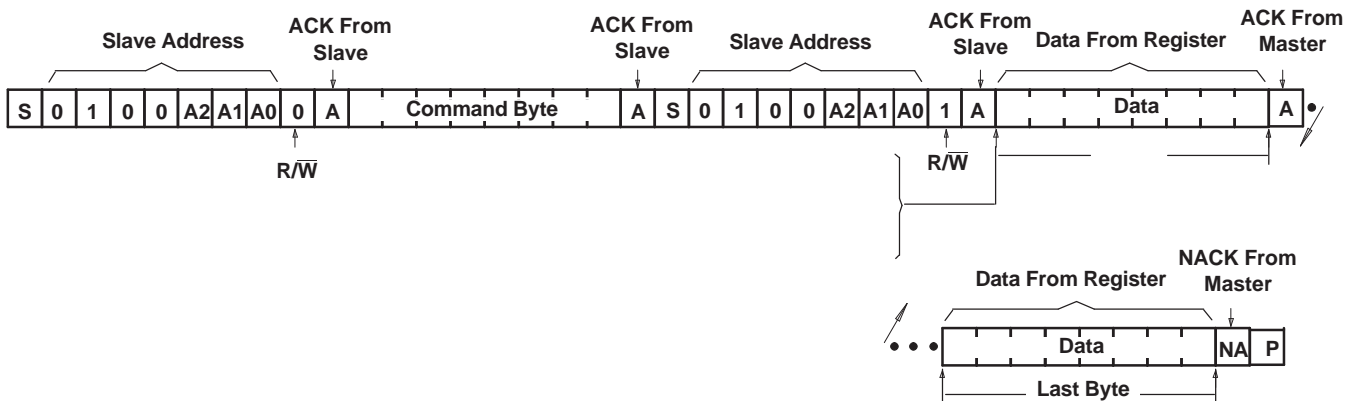 Slave Address
ACK From
Slave
ACK From
Slave
Slave Address
ACK From
Slave
Data From Register
ACK From
Master
S 0 1 0 0 A2 A1 A0 0 A Command Byte A S 0 1 0 0 A2 A1 A0 1 A Data A
R/W̅
R/W̅
Data From Register
NACK From
Master
Data NA P
Last Byte